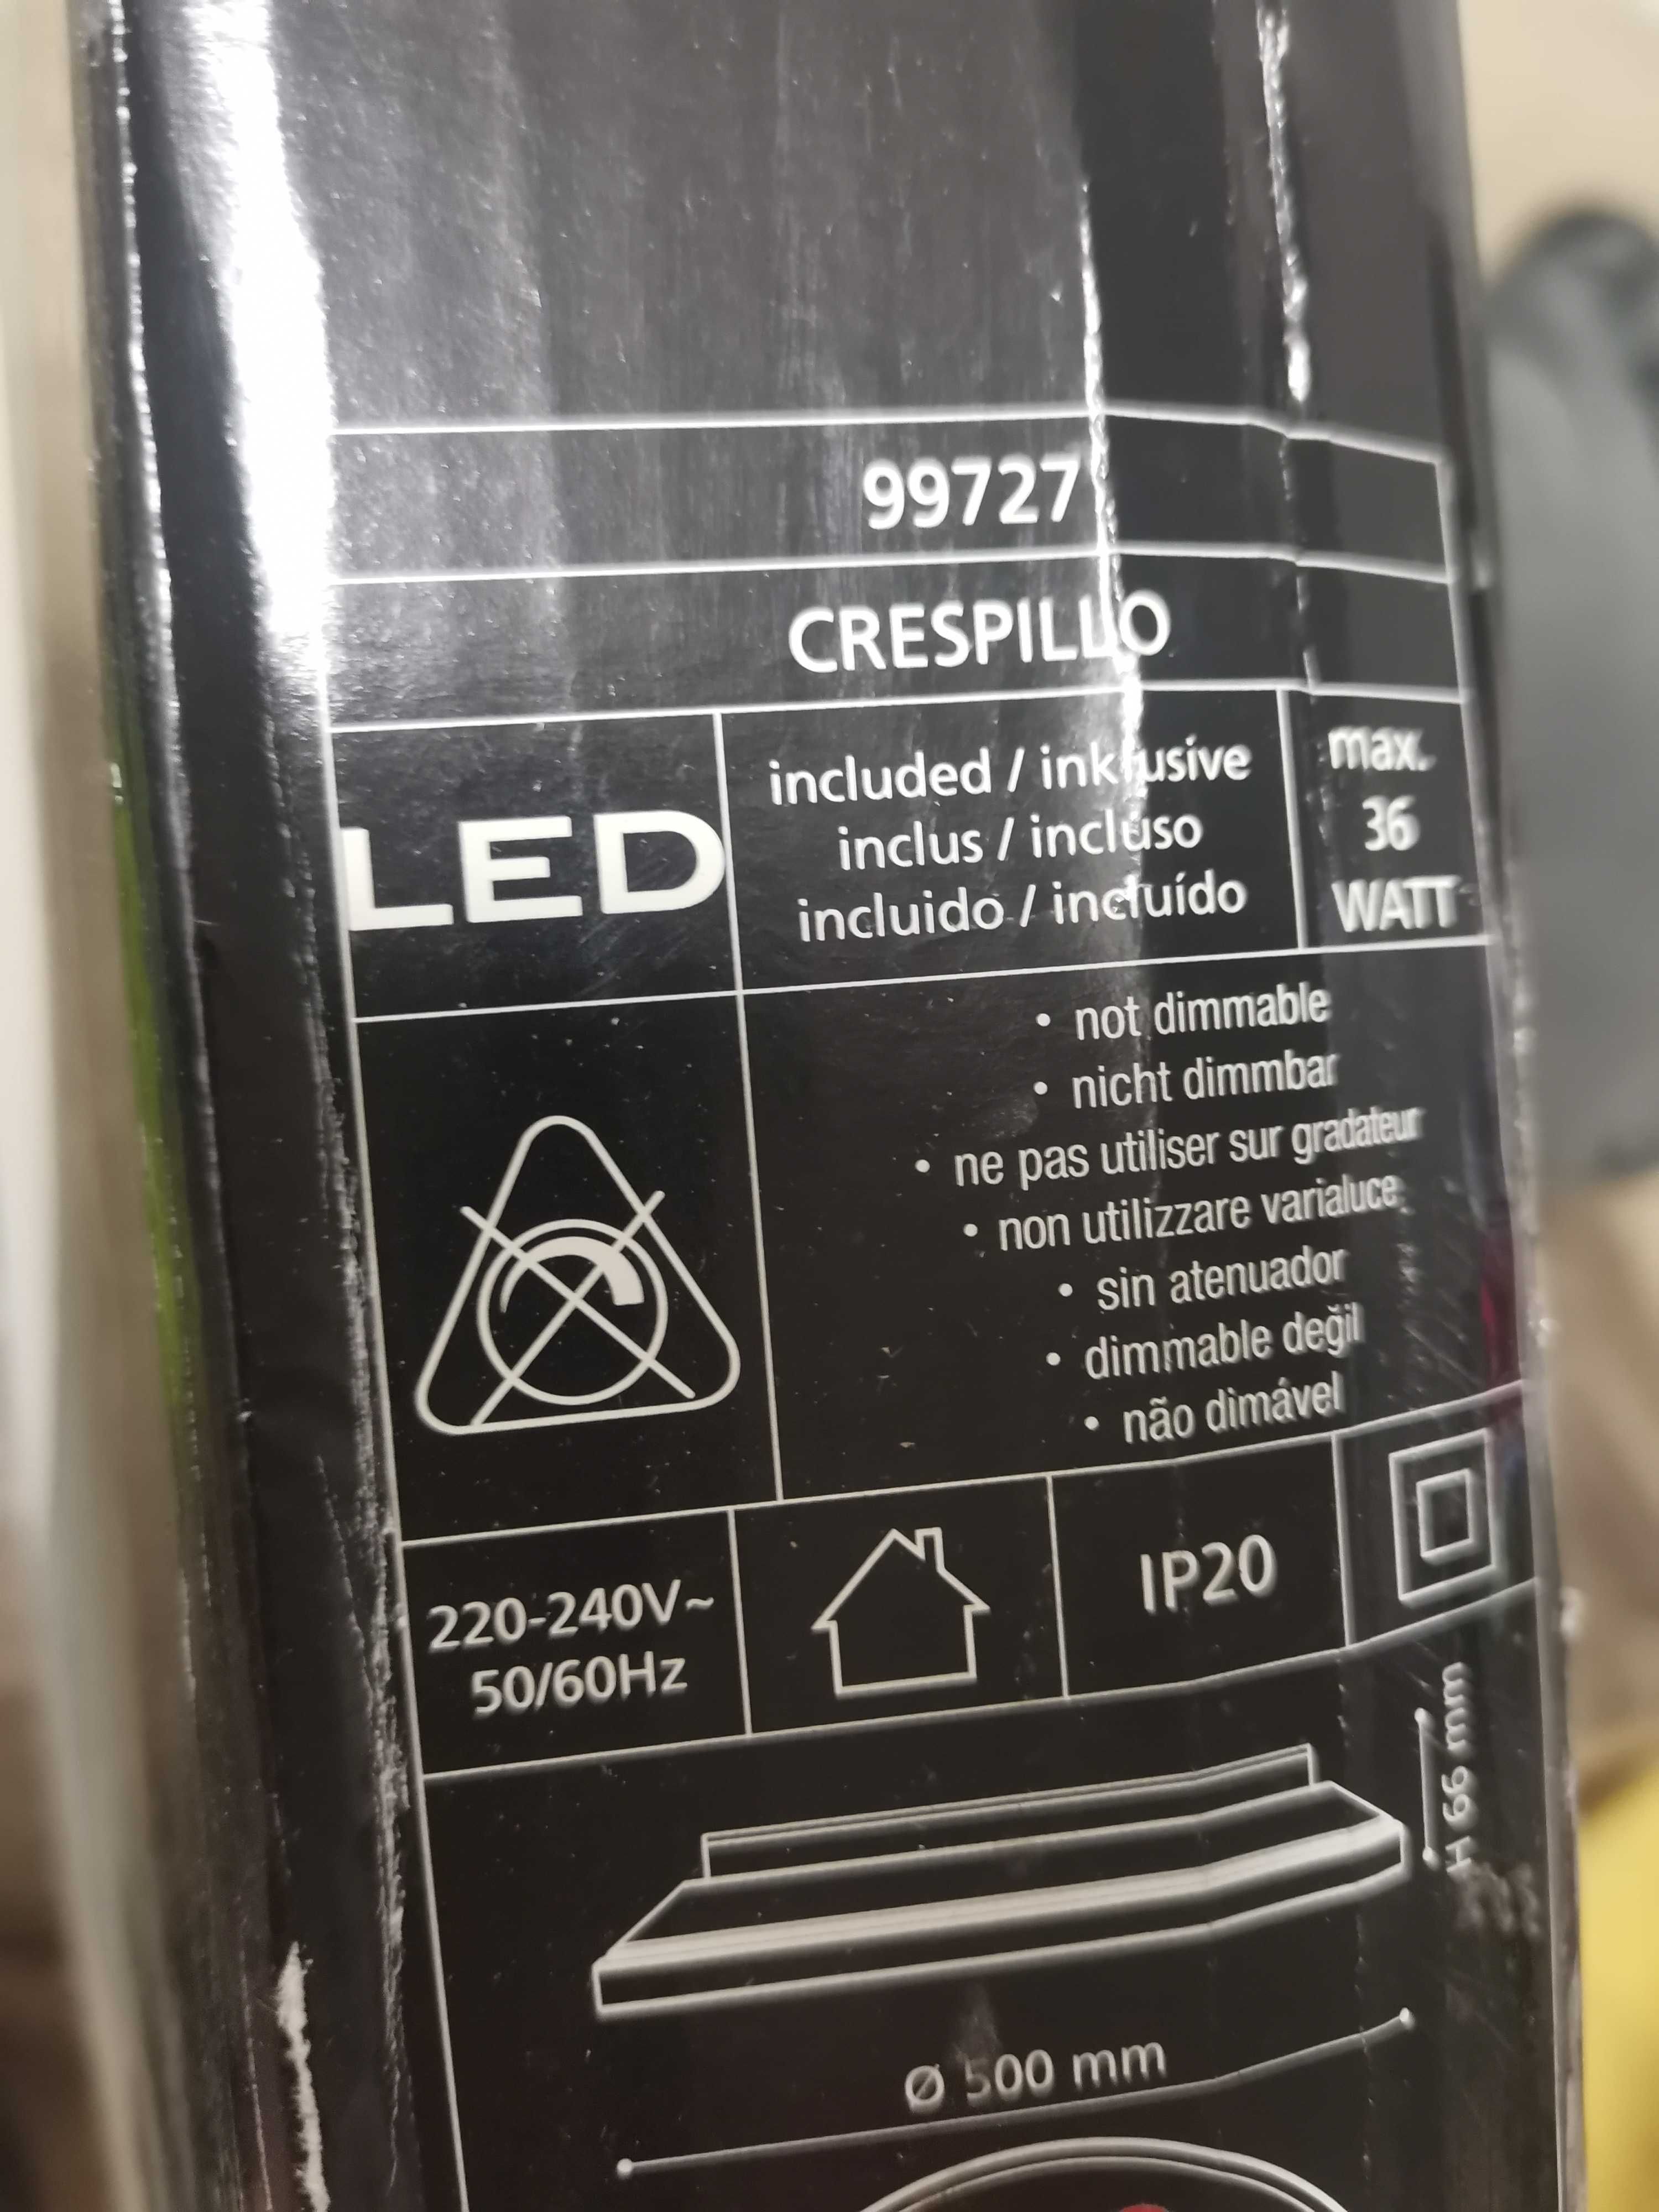 99727
CRESPILLO
LED
included / inklusive
inclus / incluso
incluido / incluído
max.
36
WATT
• not dimmable
• nicht dimmbar
• ne pas utiliser sur gradateur
• non utilizzare varialuce
• sin atenuador
• dimmable değil
• não dimável
220-240V~
50/60Hz
IP20
H 66 mm
Ø 500 mm